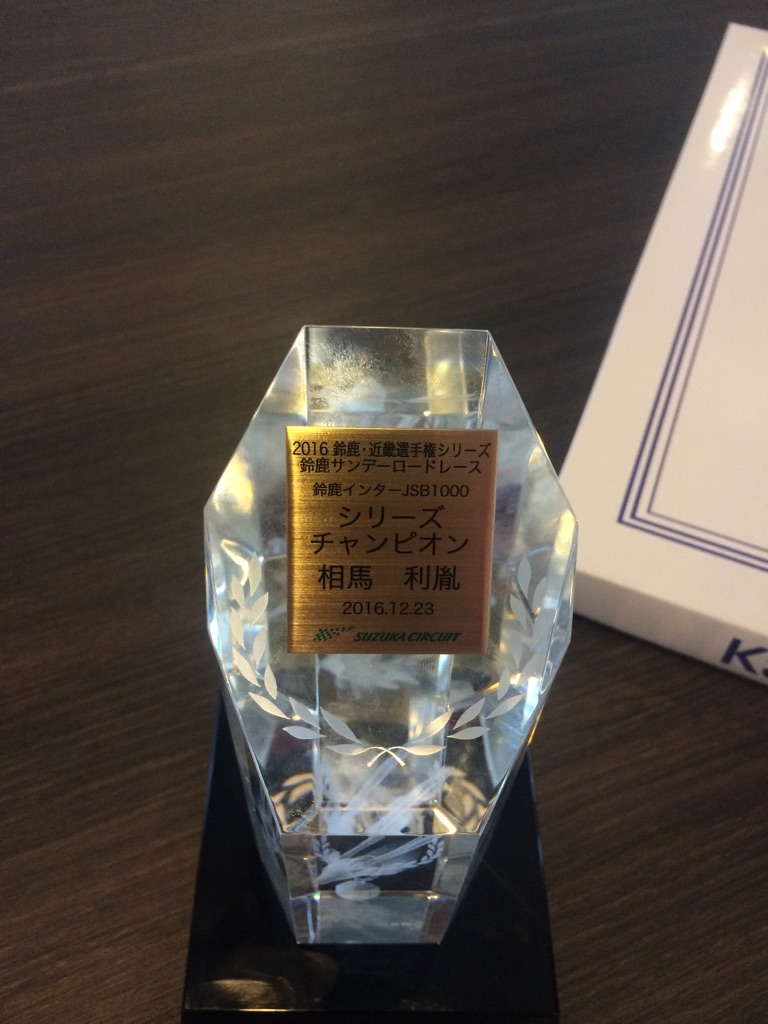 2016 鈴鹿・近畿選手権シリーズ
鈴鹿サンデーロードレース
鈴鹿インターJSB1000
シリーズ
チャンピオン
相馬　利胤
2016.12.23
SUZUKA CIRCUIT